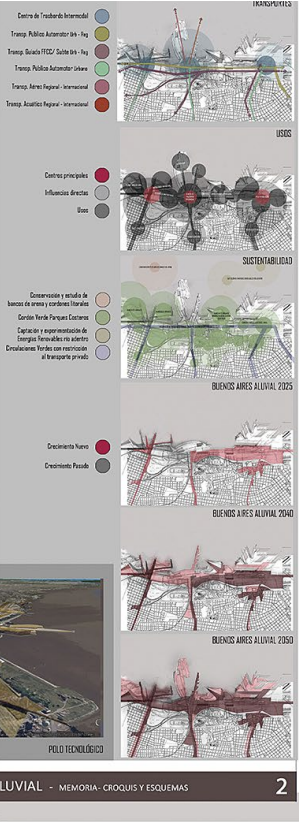 TRANSPORTES
Centro de Trasbordo Intermodal
Transp. Público Automotor Urb - Reg
Transp. Guiado FFCC/ Subte Urb - Reg
Transp. Público Automotor Urbano
Transp. Aéreo Regional - Internacional
Transp. Acuático Regional - Internacional
USOS
Centros principales
Influencias directas
Usos
SUSTENTABILIDAD
Conservación y estudio de
bancos de arena y cordones litorales
Cordón Verde Parques Costeros
Captación y experimentación de
Energías Renovables río adentro
Circulaciones Verdes con restricción
al transporte privado
BUENOS AIRES ALUVIAL 2025
Crecimiento Nuevo
Crecimiento Pasado
BUENOS AIRES ALUVIAL 2040
BUENOS AIRES ALUVIAL 2050
POLO TECNOLÓGICO
LUVIAL - MEMORIA- CROQUIS Y ESQUEMAS 2